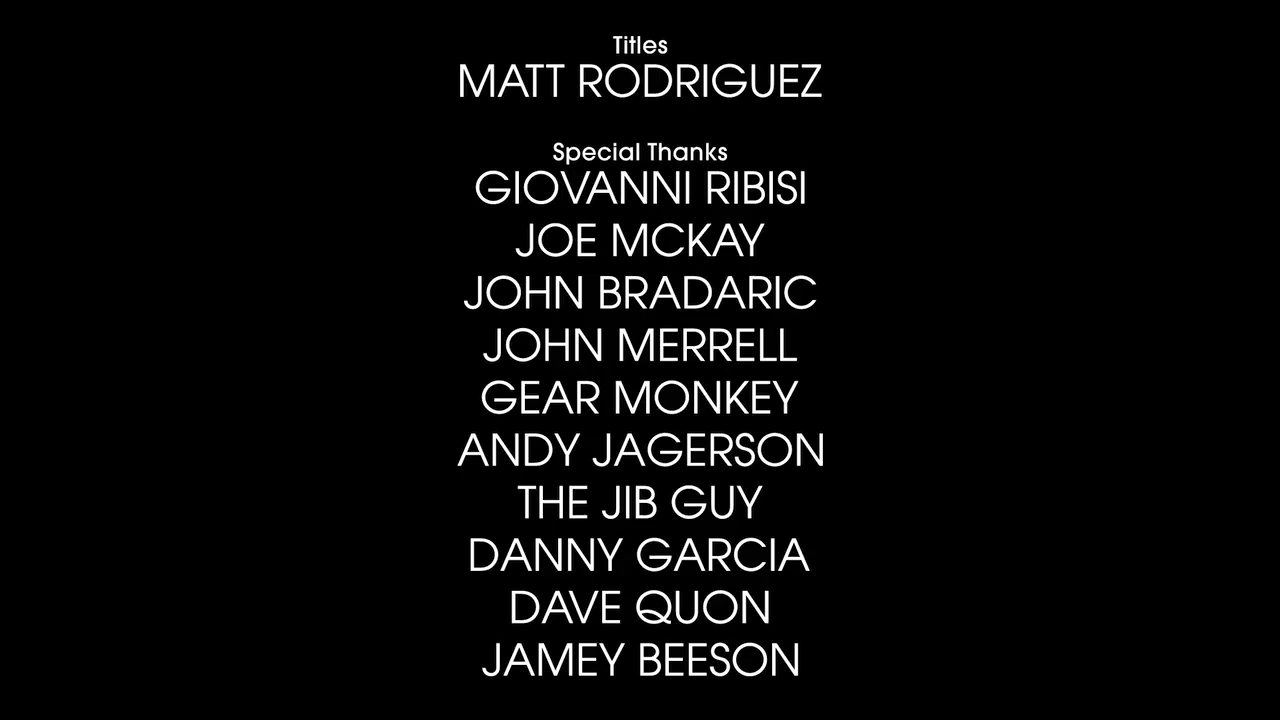 Titles
MATT RODRIGUEZ
Special Thanks
GIOVANNI RIBISI
JOE MCKAY
JOHN BRADARIC
JOHN MERRELL
GEAR MONKEY
ANDY JAGERSON
THE JIB GUY
DANNY GARCIA
DAVE QUON
JAMEY BEESON